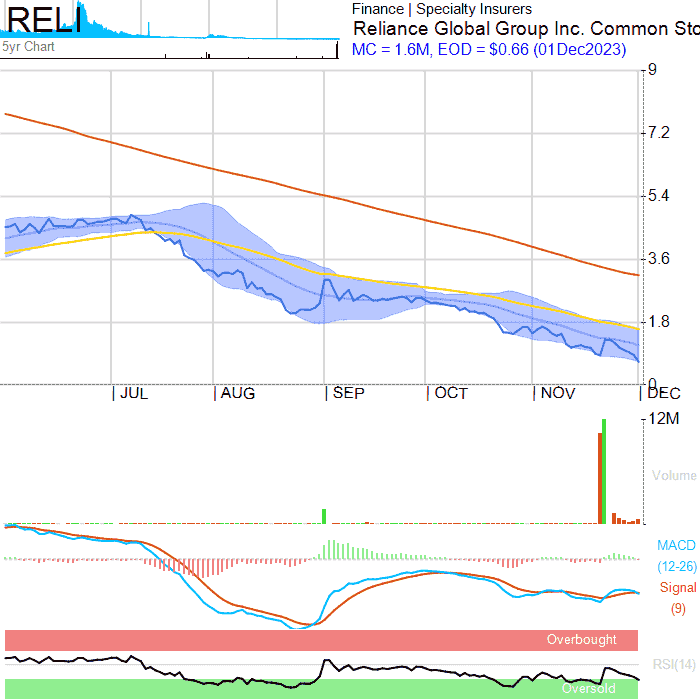 RELI
5yr Chart
Finance | Specialty Insurers
Reliance Global Group Inc. Common Sto
MC = 1.6M, EOD = $0.66 (01Dec2023)
9
7.2
5.4
3.6
1.8
0
JUL AUG SEP OCT NOV DEC
12M
Volume
MACD
(12-26)
Signal
(9)
Overbought
RSI(14)
Oversold